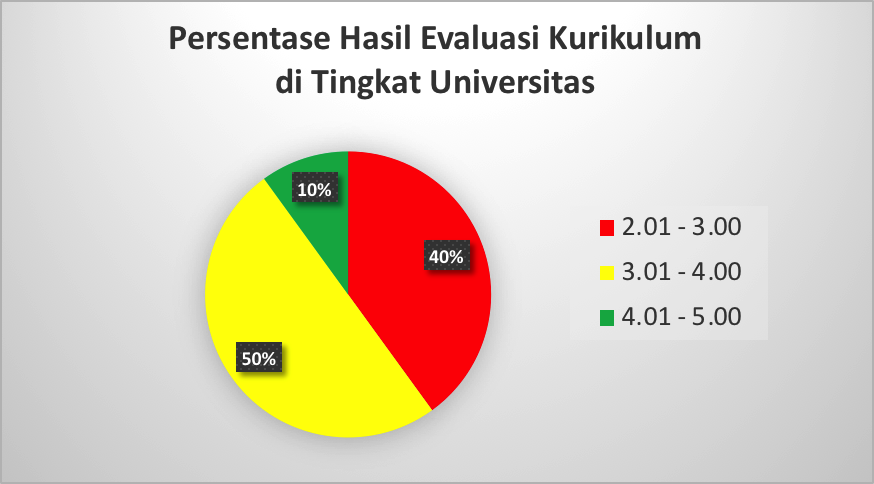 Persentase Hasil Evaluasi Kurikulum
di Tingkat Universitas
10%
40%
50%
2.01 - 3.00
3.01 - 4.00
4.01 - 5.00